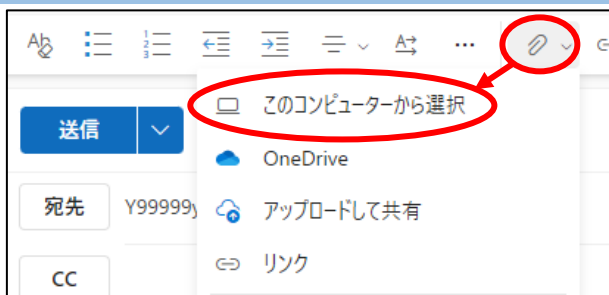 このコンピューターから選択
送信
OneDrive
宛先
Y99999y
アップロードして共有
リンク
CC